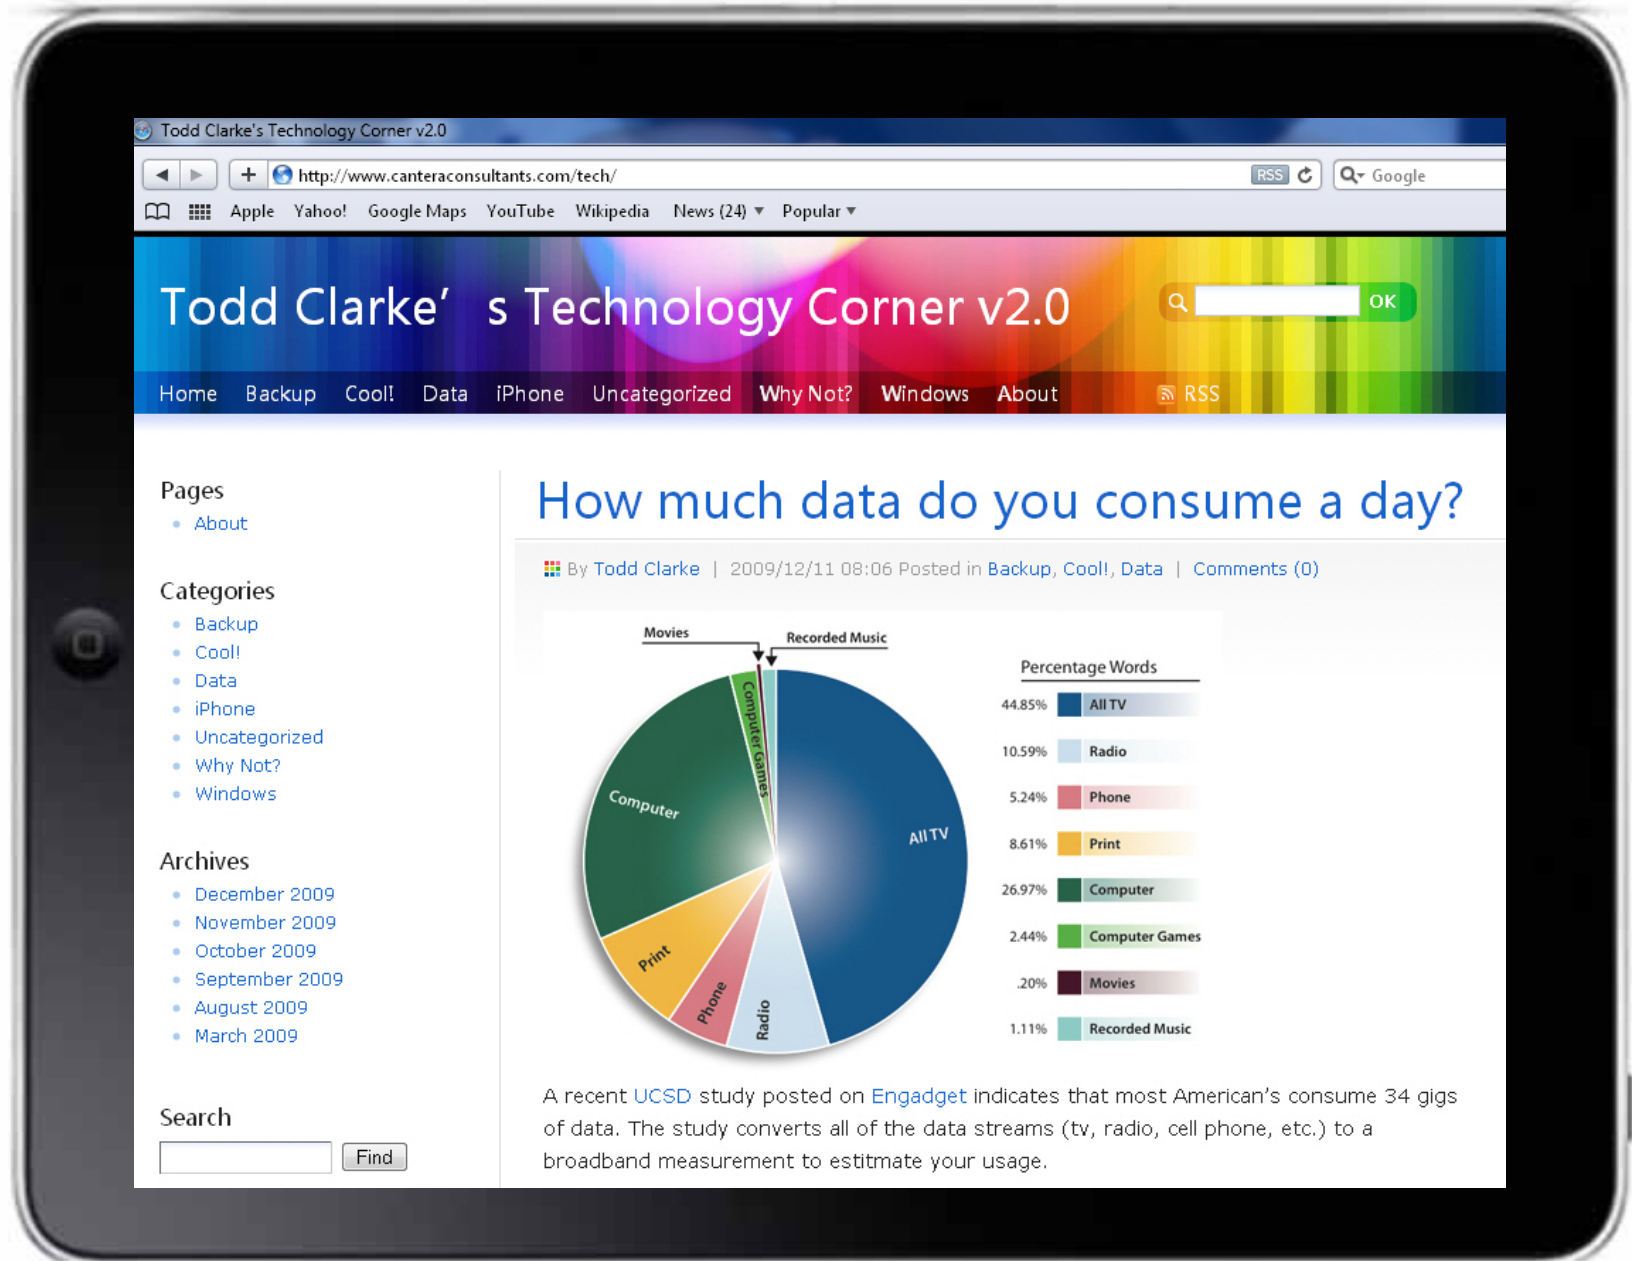 Todd Clarke's Technology Corner v2.0
http://www.canteraconsultants.com/tech/ RSS Google
Apple Yahoo! Google Maps YouTube Wikipedia News (24) Popular
Todd Clarke's Technology Corner v2.0 OK
Home Backup Cool! Data iPhone Uncategorized Why Not? Windows About RSS
Pages
About
Categories
Backup
Cool!
Data
iPhone
Uncategorized
Why Not?
Windows
Archives
December 2009
November 2009
October 2009
September 2009
August 2009
March 2009
Search
Find
How much data do you consume a day?
By Todd Clarke | 2009/12/11 08:06 Posted in Backup, Cool!, Data | Comments (0)
Movies
Recorded Music
Computer Games
Computer
All TV
Print
Phone
Radio
Percentage Words
44.85% All TV
10.59% Radio
5.24% Phone
8.61% Print
26.97% Computer
2.44% Computer Games
.20% Movies
1.11% Recorded Music
A recent UCSD study posted on Engadget indicates that most American's consume 34 gigs
of data. The study converts all of the data streams (tv, radio, cell phone, etc.) to a
broadband measurement to estitmate your usage.